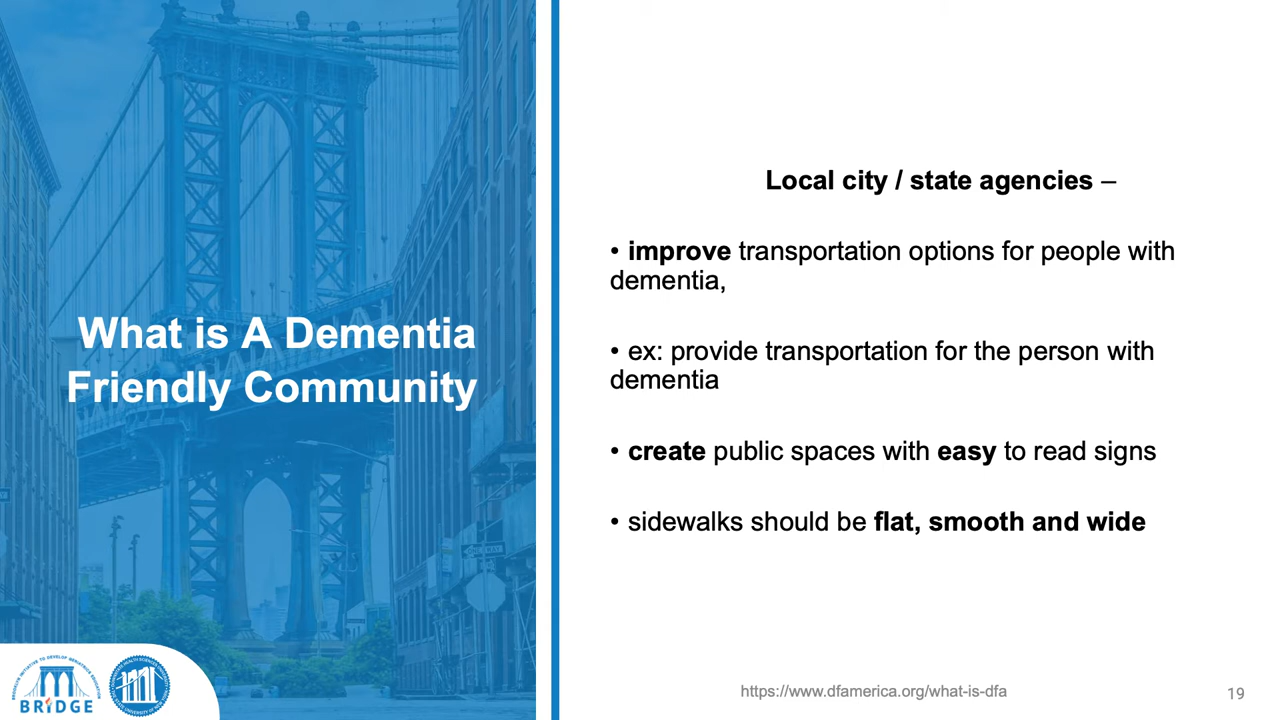 What is A Dementia
Friendly Community
Local city / state agencies –
• improve transportation options for people with
dementia,
• ex: provide transportation for the person with
dementia
• create public spaces with easy to read signs
• sidewalks should be flat, smooth and wide
ONE WAY
BRIDGE
https://www.dfamerica.org/what-is-dfa
19